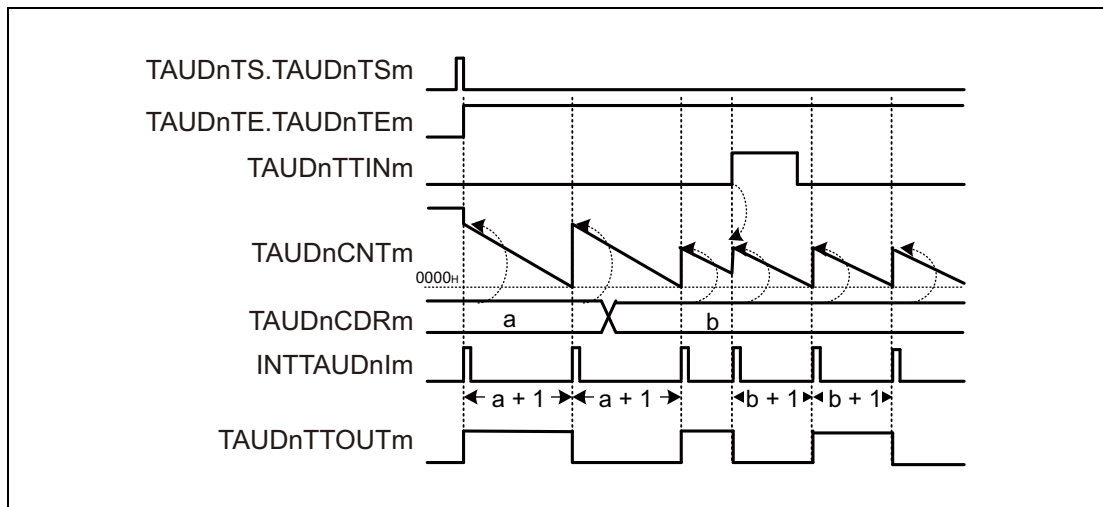 TAUDnTS.TAUDnTSm
TAUDnTE.TAUDnTEm
TAUDnTTINm
TAUDnCNTm
0000H
TAUDnCDRm
a
b
INTTAUDnIm
a + 1
a + 1
b + 1
b + 1
TAUDnTTOUTm